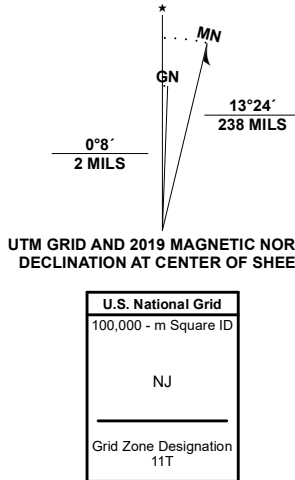 ★
MN
GN
13°24´
238 MILS
0°8´
2 MILS
UTM GRID AND 2019 MAGNETIC NOR
DECLINATION AT CENTER OF SHEE
U.S. National Grid
100,000 - m Square ID
NJ
Grid Zone Designation
11T